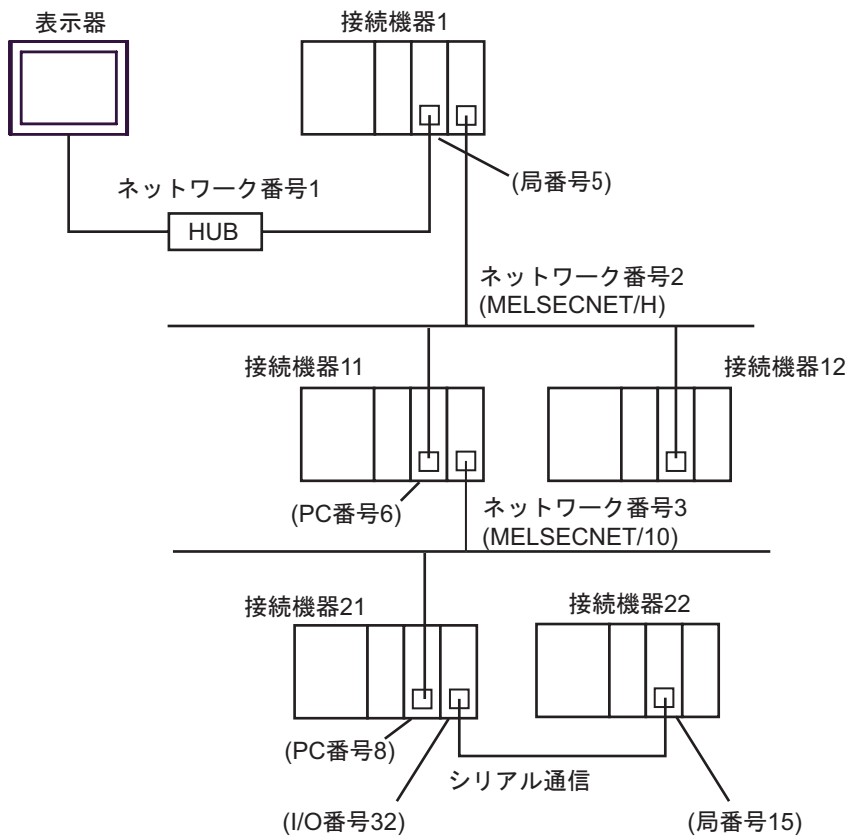 表示器
接続機器1
(局番号5)
ネットワーク番号1
HUB
ネットワーク番号2
(MELSECNET/H)
接続機器11
接続機器12
(PC番号6)
ネットワーク番号3
(MELSECNET/10)
接続機器21
接続機器22
(PC番号8)
シリアル通信
(I/O番号32)
(局番号15)